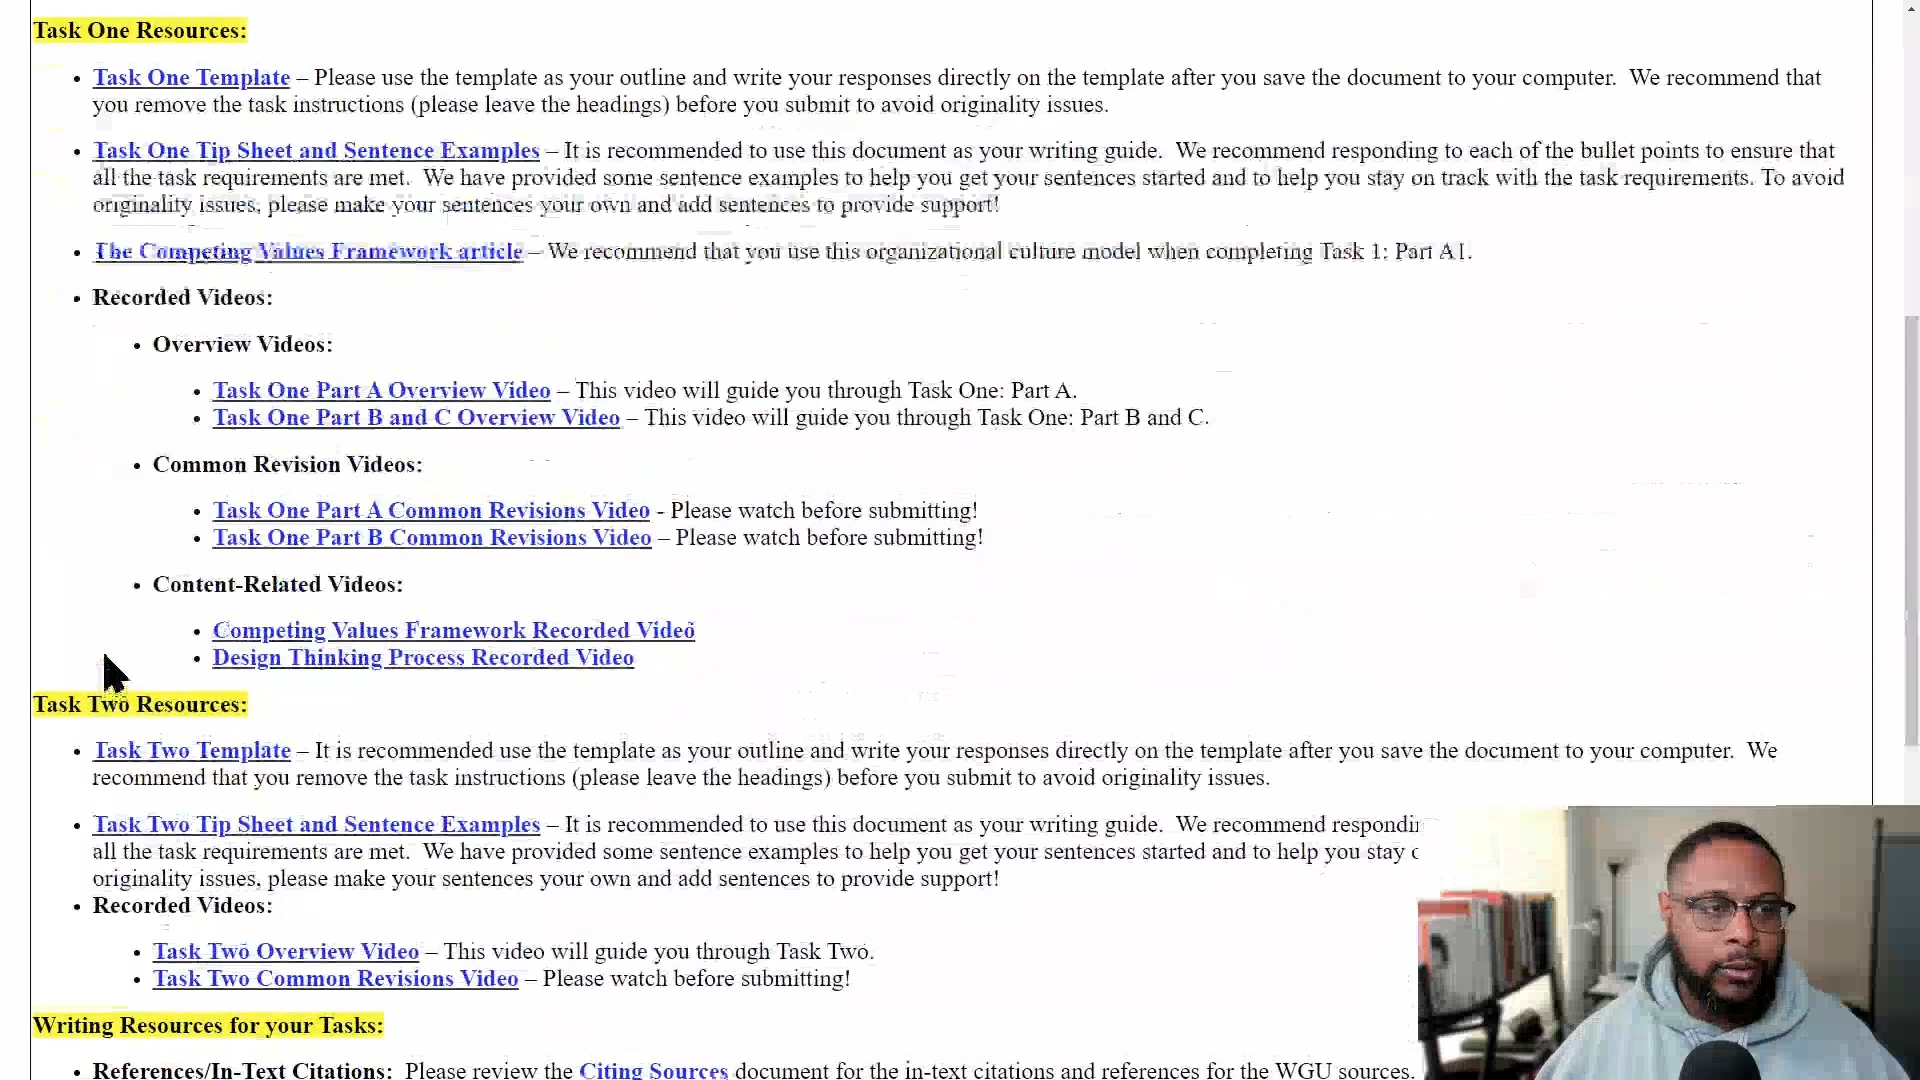 Task One Resources:
Task One Template – Please use the template as your outline and write your responses directly on the template after you save the document to your computer.  We recommend that
you remove the task instructions (please leave the headings) before you submit to avoid originality issues.
Task One Tip Sheet and Sentence Examples – It is recommended to use this document as your writing guide.  We recommend responding to each of the bullet points to ensure that
all the task requirements are met.  We have provided some sentence examples to help you get your sentences started and to help you stay on track with the task requirements. To avoid
originality issues, please make your sentences your own and add sentences to provide support!
The Competing Values Framework article – We recommend that you use this organizational culture model when completing Task 1: Part A1.
Recorded Videos:
Overview Videos:
Task One Part A Overview Video – This video will guide you through Task One: Part A.
Task One Part B and C Overview Video – This video will guide you through Task One: Part B and C.
Common Revision Videos:
Task One Part A Common Revisions Video - Please watch before submitting!
Task One Part B Common Revisions Video – Please watch before submitting!
Content-Related Videos:
Competing Values Framework Recorded Video
Design Thinking Process Recorded Video
Task Two Resources:
Task Two Template – It is recommended use the template as your outline and write your responses directly on the template after you save the document to your computer.  We
recommend that you remove the task instructions (please leave the headings) before you submit to avoid originality issues.
Task Two Tip Sheet and Sentence Examples – It is recommended to use this document as your writing guide.  We recommend
all the task requirements are met.  We have provided some sentence examples to help you get your sentences started and to help you stay
originality issues, please make your sentences your own and add sentences to provide support!
Recorded Videos:
Task Two Overview Video – This video will guide you through Task Two.
Task Two Common Revisions Video – Please watch before submitting!
Writing Resources for your Tasks:
References/In-Text Citations:  Please review the Citing Sources document for the in-text citations and references for the WGU sources.